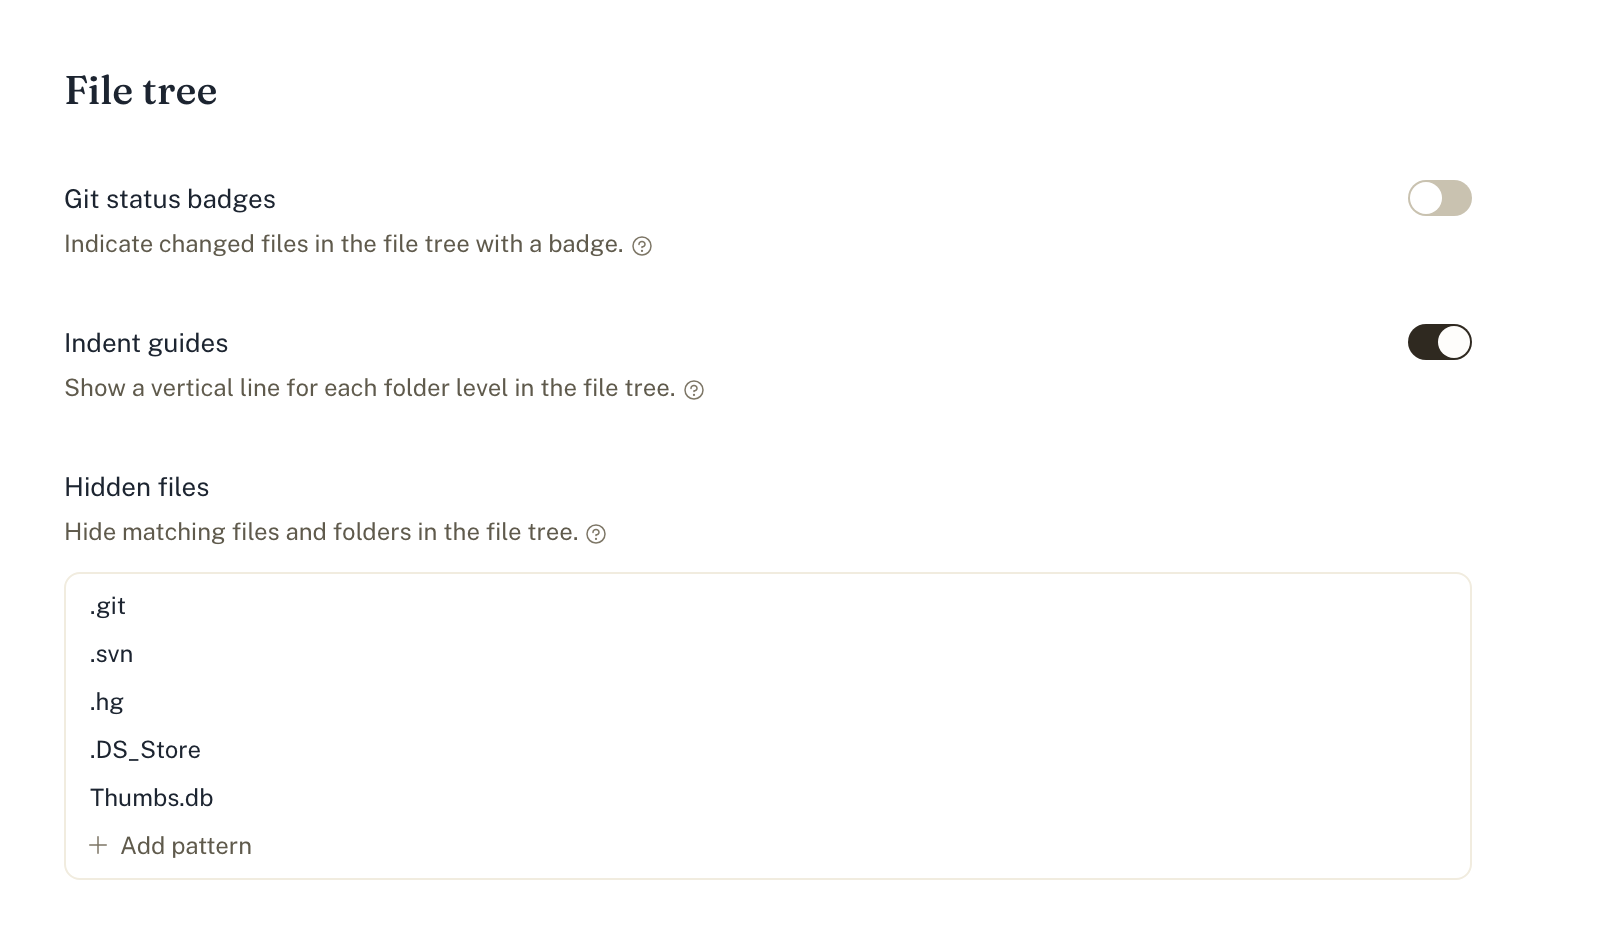 File tree
Git status badges
Indicate changed files in the file tree with a badge.
Indent guides
Show a vertical line for each folder level in the file tree.
Hidden files
Hide matching files and folders in the file tree.
.git
.svn
.hg
.DS_Store
Thumbs.db
Add pattern